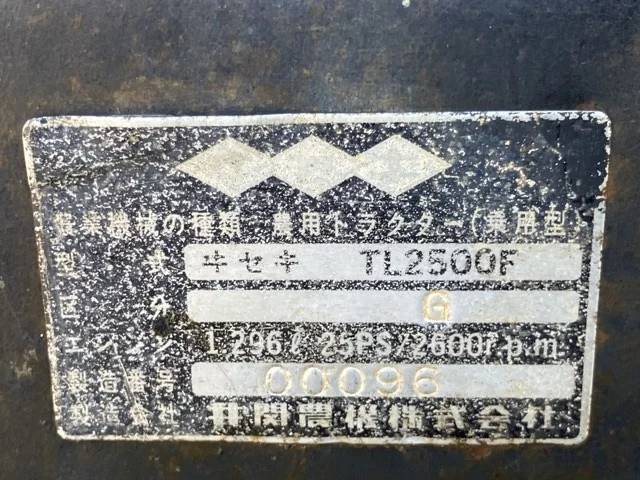 農業機械の種類 農用トラクター(乗用型)
型式 ヰセキ TL2500F
区分 G
エンジン 1,296ℓ 25PS/2600r.p.m
製造番号 00096
製造会社 井関農機株式会社